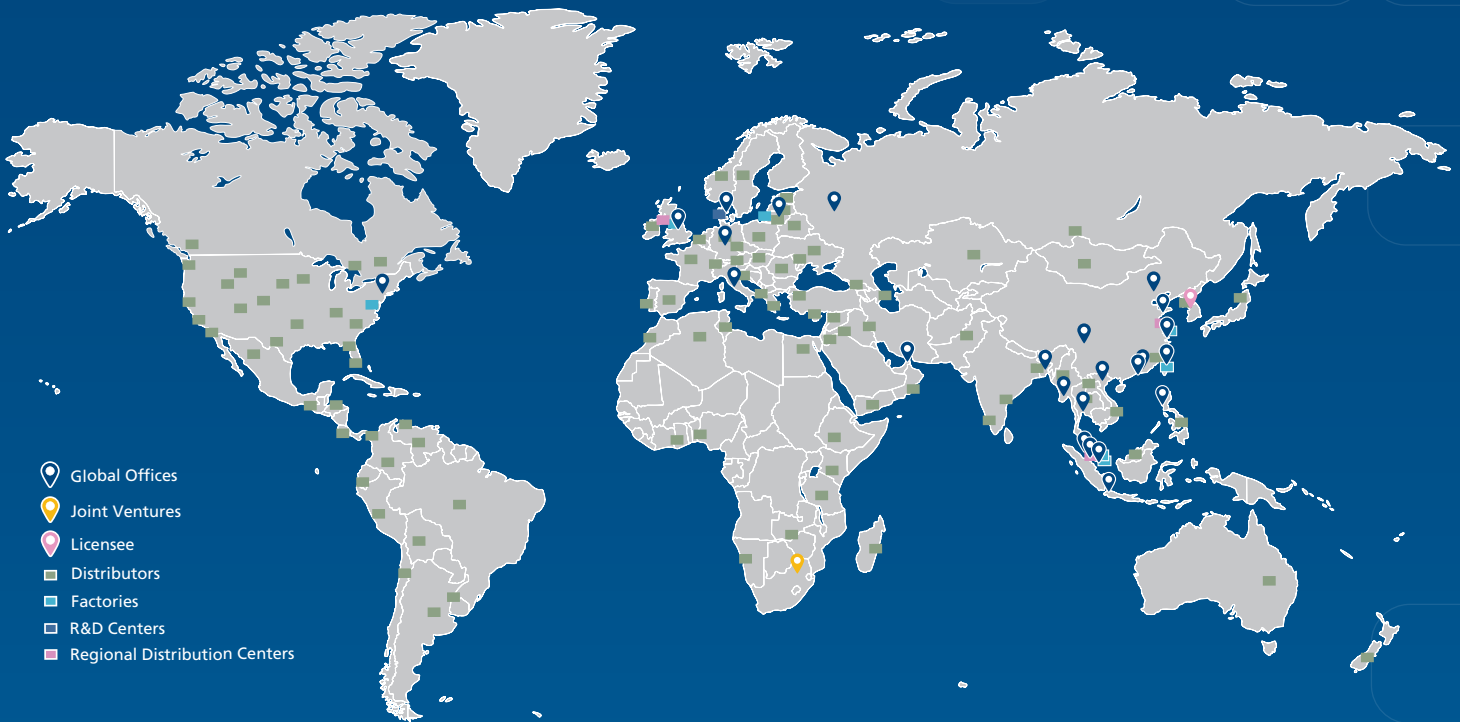 Global Offices
Joint Ventures
Licensee
Distributors
Factories
R&D Centers
Regional Distribution Centers